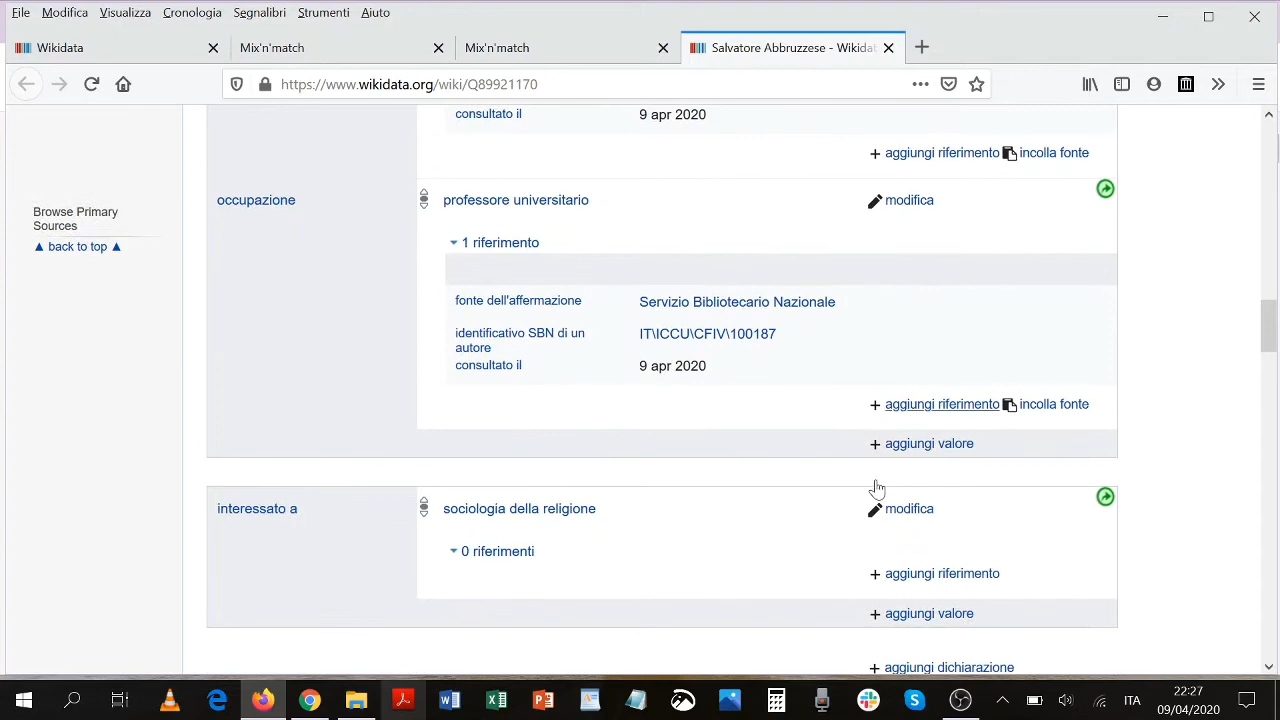 File Modifica Visualizza Cronologia Segnalibri Strumenti Aiuto
Wikidata Mix'n'match Mix'n'match Salvatore Abbruzzese - Wikidat
https://www.wikidata.org/wiki/Q89921170
consultato il 9 apr 2020
+ aggiungi riferimento incolla fonte
occupazione professore universitario modifica
Browse Primary
Sources
▲ back to top ▲
1 riferimento
fonte dell'affermazione Servizio Bibliotecario Nazionale
identificativo SBN di un
autore
IT\ICCU\CFIV\100187
consultato il 9 apr 2020
+ aggiungi riferimento incolla fonte
+ aggiungi valore
interessato a sociologia della religione modifica
0 riferimenti
+ aggiungi riferimento
+ aggiungi valore
+ aggiungi dichiarazione
ITA
22:27
09/04/2020